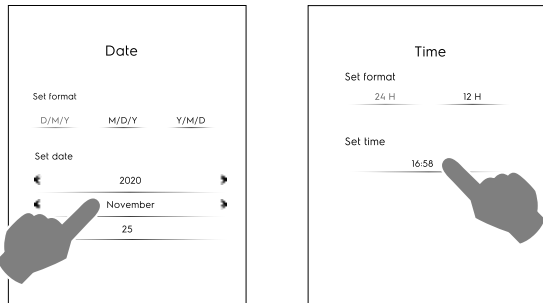 Date
Set format
D/M/Y M/D/Y Y/M/D
Set date
2020
November
25
Time
Set format
24 H 12 H
Set time
16:58